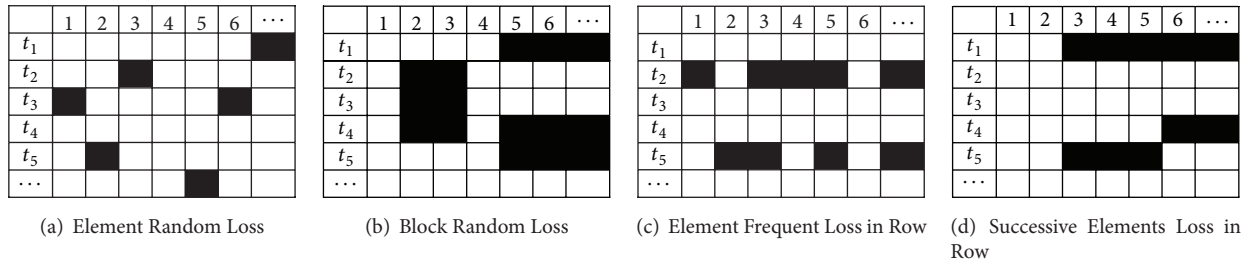 1 2 3 4 5 6 ⋯
t1
t2
t3
t4
t5
⋯
(a) Element Random Loss
1 2 3 4 5 6 ⋯
t1
t2
t3
t4
t5
⋯
(b) Block Random Loss
1 2 3 4 5 6 ⋯
t1
t2
t3
t4
t5
⋯
(c) Element Frequent Loss in Row
1 2 3 4 5 6 ⋯
t1
t2
t3
t4
t5
⋯
(d) Successive Elements Loss in
Row